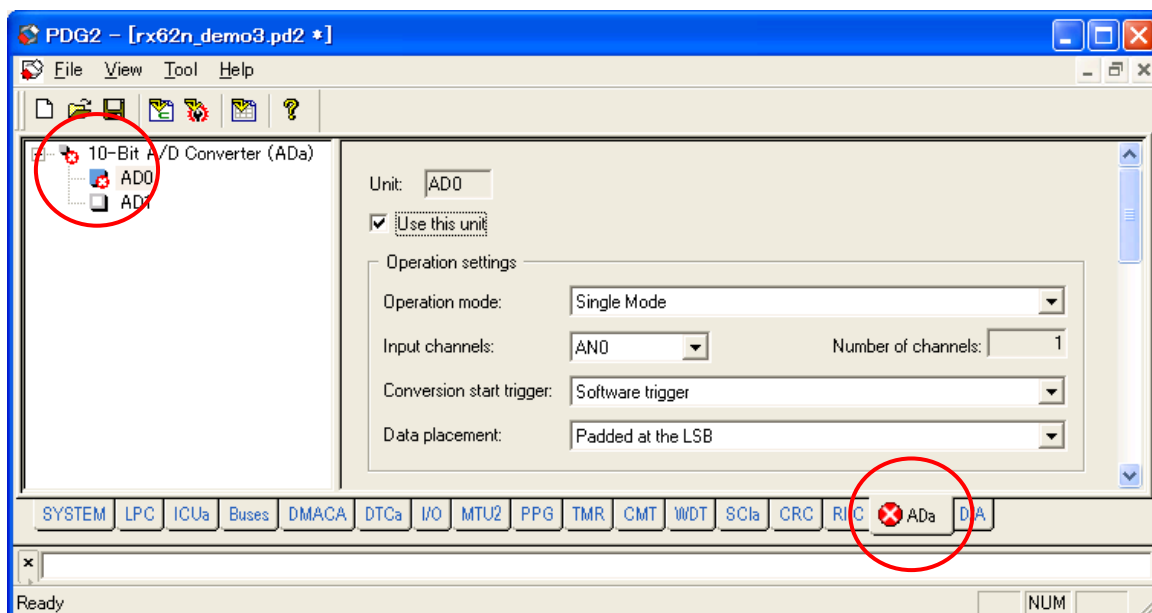 PDG2 - [rx62n_demo3.pd2 *]
File View Tool Help
10-Bit A/D Converter (ADa)
AD0
AD1
Unit: AD0
Use this unit
Operation settings
Operation mode: Single Mode
Input channels: AN0 Number of channels: 1
Conversion start trigger: Software trigger
Data placement: Padded at the LSB
SYSTEM LPC ICUa Buses DMACA DTCa I/O MTU2 PPG TMR CMT WDT SCIa CRC RIIC ADa D/A
Ready NUM